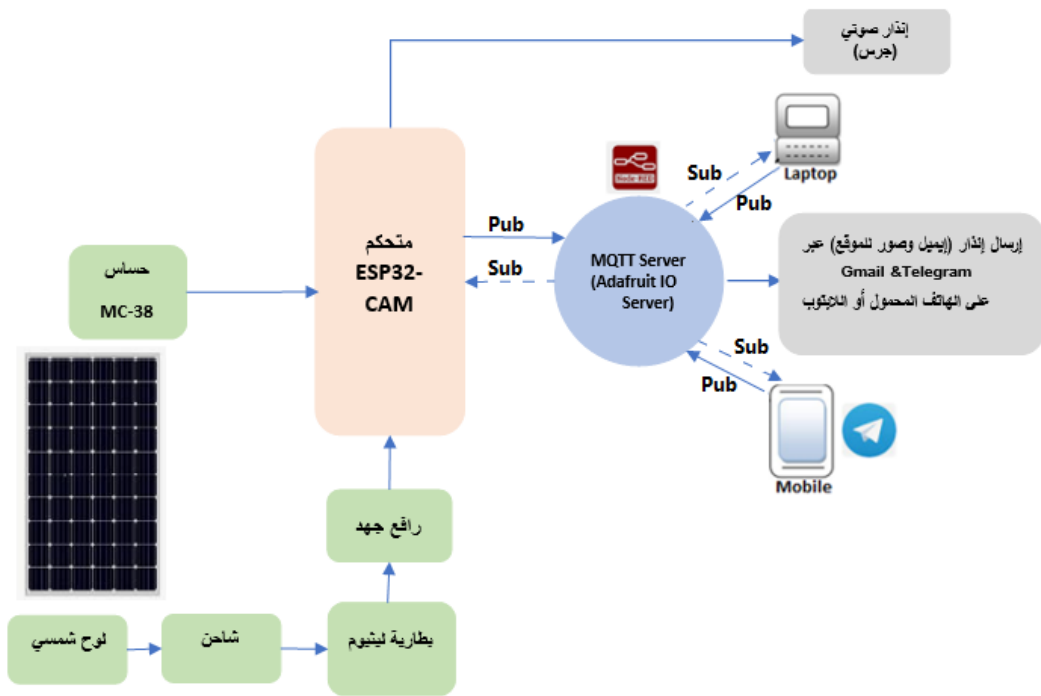 إنذار صوتي
(جرس)
Laptop
Node-RED
Sub
Pub
متحكم
ESP32-
CAM
Pub
Sub
MQTT Server
(Adafruit IO
Server)
إرسال إنذار (إيميل وصور للموقع) عبر
Gmail &Telegram
على الهاتف المحمول أو اللابتوب
حساس
MC-38
Sub
Pub
Mobile
رافع جهد
لوح شمسي
شاحن
بطارية ليثيوم